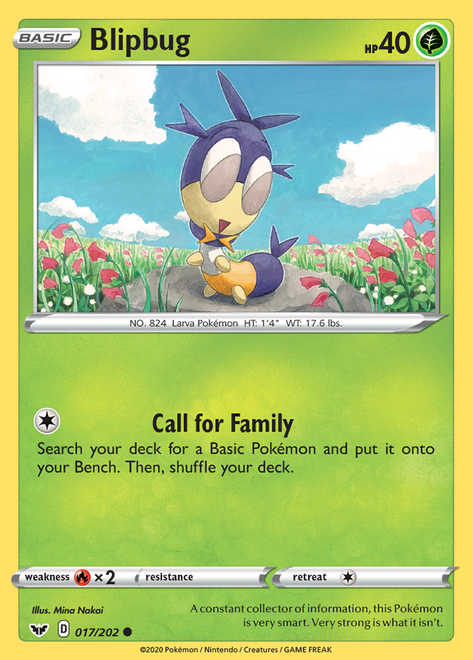 BASIC Blipbug HP40
NO. 824 Larva Pokémon HT: 1'4" WT: 17.6 lbs.
Call for Family
Search your deck for a Basic Pokémon and put it onto
your Bench. Then, shuffle your deck.
weakness ×2 resistance retreat
Illus. Mina Nakai
A constant collector of information, this Pokémon
is very smart. Very strong is what it isn't.
D 017/202
©2020 Pokémon / Nintendo / Creatures / GAME FREAK